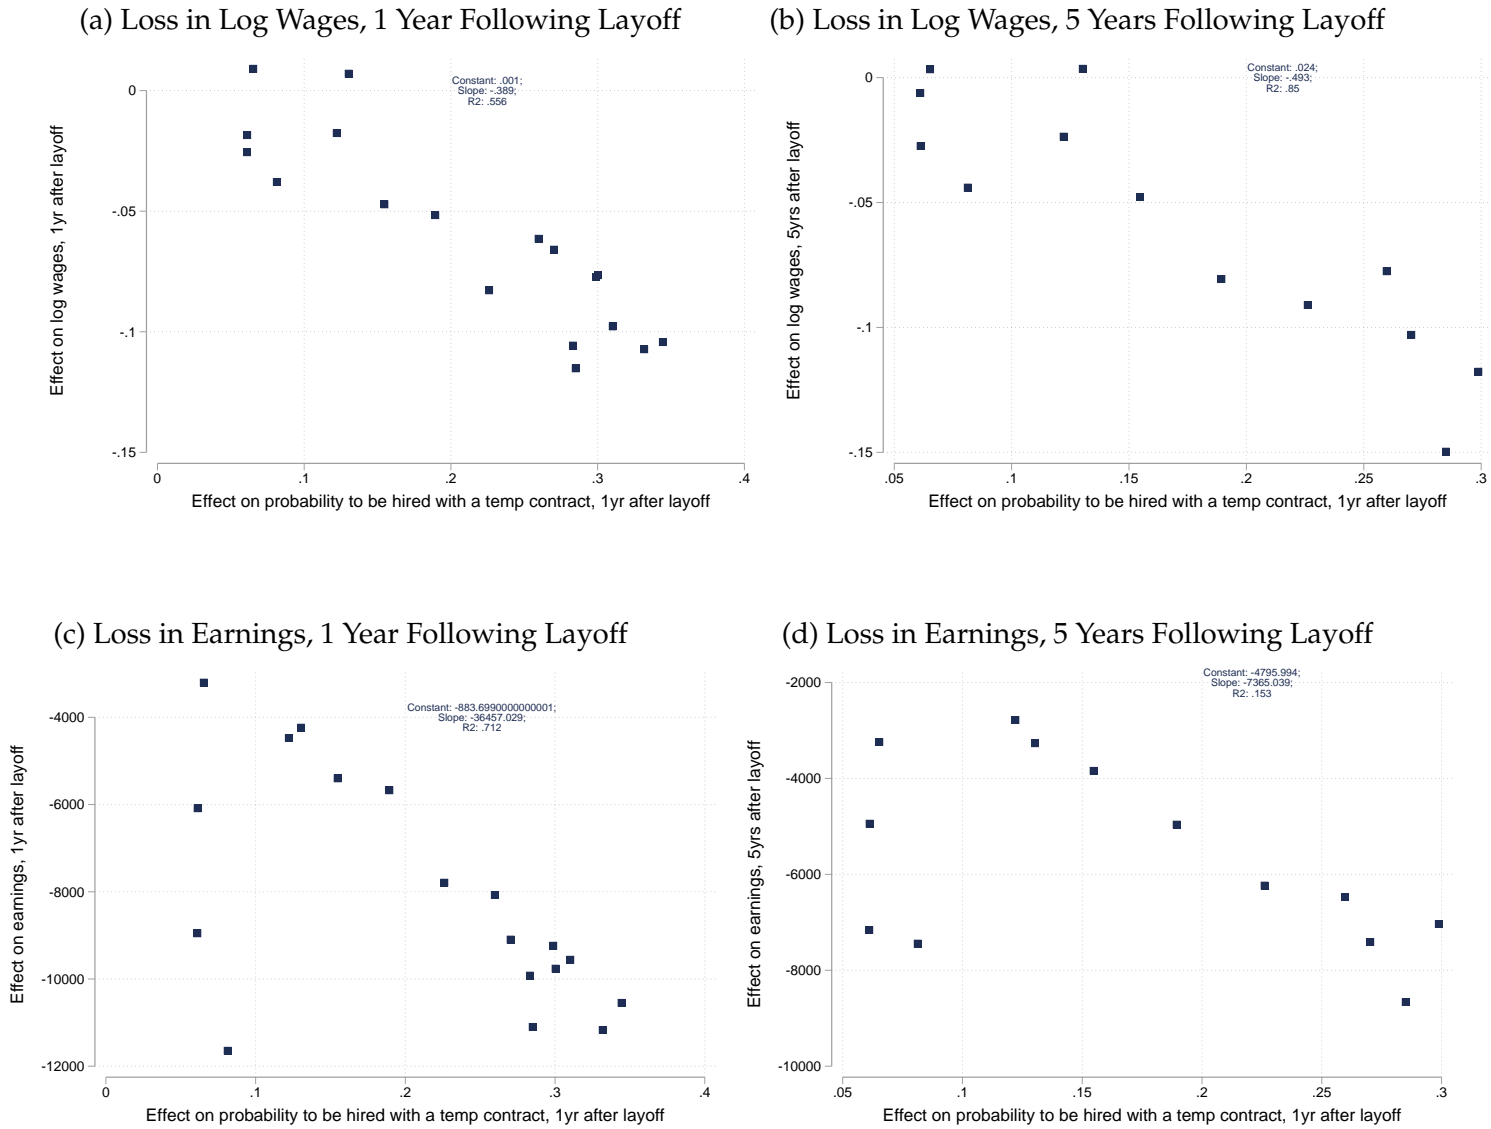 (a) Loss in Log Wages, 1 Year Following Layoff
Constant: .001;
Slope: -.389;
R2: .556
Effect on log wages, 1yr after layoff
0
-.05
-.1
-.15
0 .1 .2 .3 .4
Effect on probability to be hired with a temp contract, 1yr after layoff
(b) Loss in Log Wages, 5 Years Following Layoff
Constant: .024;
Slope: -.493;
R2: .85
Effect on log wages, 5yrs after layoff
0
-.05
-.1
-.15
.05 .1 .15 .2 .25 .3
Effect on probability to be hired with a temp contract, 1yr after layoff
(c) Loss in Earnings, 1 Year Following Layoff
Constant: -883.6990000000001;
Slope: -36457.029;
R2: .712
Effect on earnings, 1yr after layoff
-4000
-6000
-8000
-10000
-12000
0 .1 .2 .3 .4
Effect on probability to be hired with a temp contract, 1yr after layoff
(d) Loss in Earnings, 5 Years Following Layoff
Constant: -4795.994;
Slope: -7365.039;
R2: .153
Effect on earnings, 5yrs after layoff
-2000
-4000
-6000
-8000
-10000
.05 .1 .15 .2 .25 .3
Effect on probability to be hired with a temp contract, 1yr after layoff